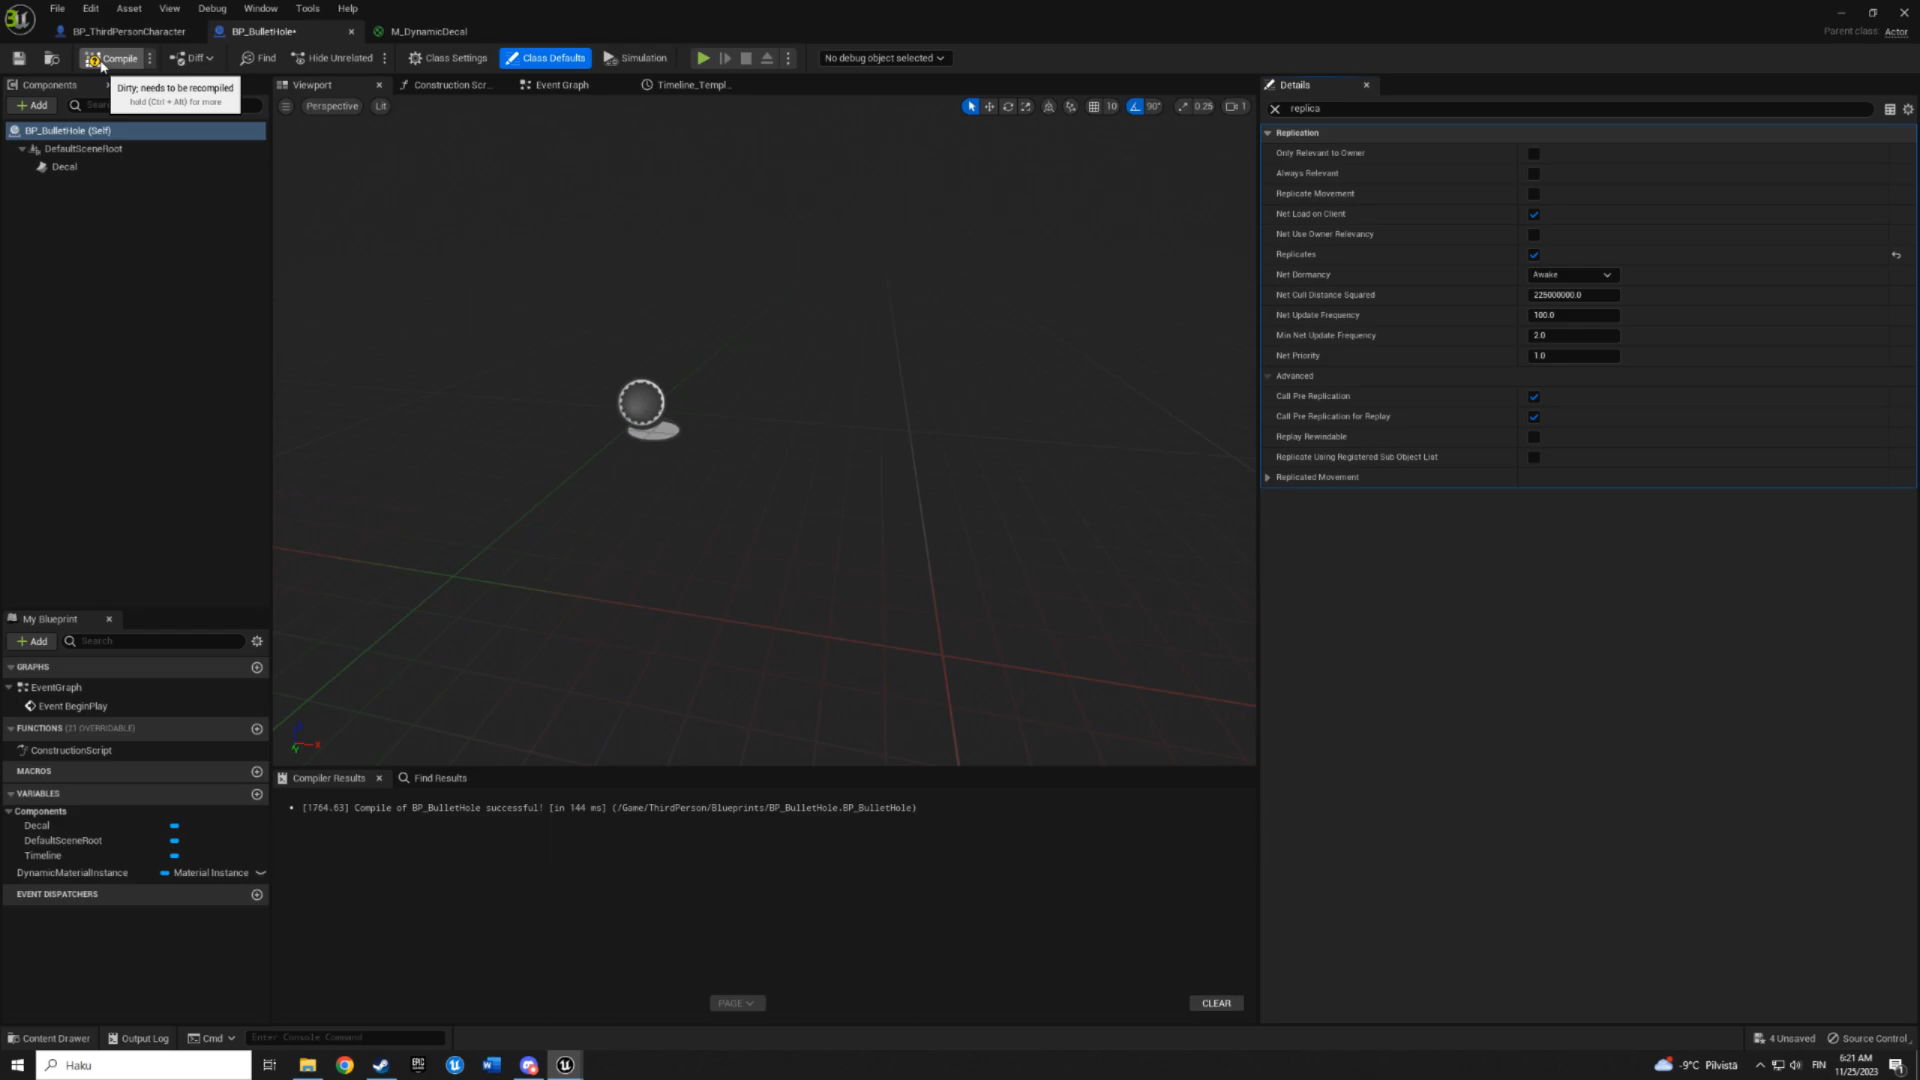 File Edit Asset View Debug Window Tools Help
BP_ThirdPersonCharacter BP_BulletHole* M_DynamicDecal
Parent class: Actor
Compile Diff Find Hide Unrelated Class Settings Class Defaults Simulation No debug object selected
Components
Dirty; needs to be recompiled
hold (Ctrl + Alt) for more
+ Add
BP_BulletHole (Self)
DefaultSceneRoot
Decal
Viewport Construction Scr... Event Graph Timeline_Templ...
Perspective Lit
10 90° 0.25 1
Details
replica
Replication
Only Relevant to Owner
Always Relevant
Replicate Movement
Net Load on Client
Net Use Owner Relevancy
Replicates
Net Dormancy Awake
Net Cull Distance Squared 225000000.0
Net Update Frequency 100.0
Min Net Update Frequency 2.0
Net Priority 1.0
Advanced
Call Pre Replication
Call Pre Replication for Replay
Replay Rewindable
Replicate Using Registered Sub Object List
Replicated Movement
My Blueprint
+ Add Search
GRAPHS
EventGraph
Event BeginPlay
FUNCTIONS (21 OVERRIDABLE)
ConstructionScript
MACROS
VARIABLES
Components
Decal
DefaultSceneRoot
Timeline
DynamicMaterialInstance Material Instance
EVENT DISPATCHERS
Compiler Results Find Results
[1764.63] Compile of BP_BulletHole successful! [in 144 ms] (/Game/ThirdPerson/Blueprints/BP_BulletHole.BP_BulletHole)
PAGE CLEAR
Content Drawer Output Log Cmd Enter Console Command
4 Unsaved Source Control
Haku
-9°C Pilvistä FIN 6:21 AM
11/25/2023